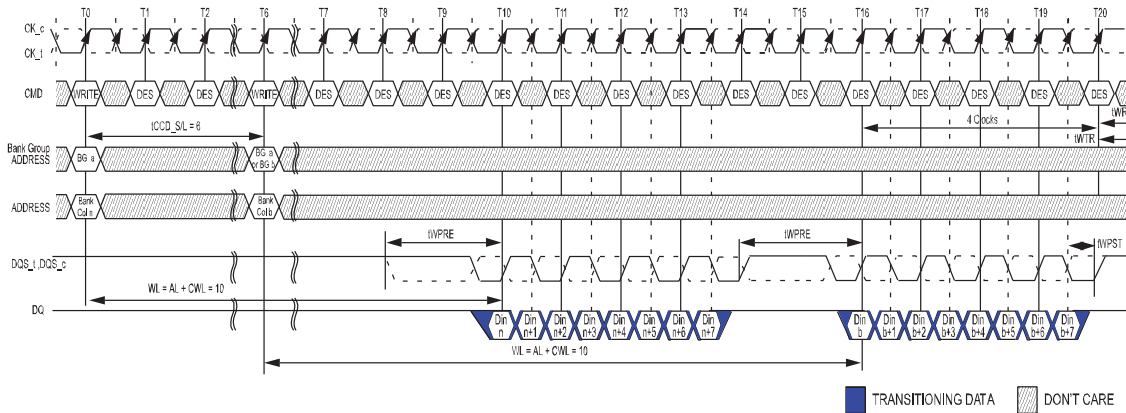 T0 T1 T2 T6 T7 T8 T9 T10 T11 T12 T13 T14 T15 T16 T17 T18 T19 T20
CK_c
CK_t
CMD WRITE DES DES WRITE DES DES DES DES DES DES DES DES DES DES DES DES DES DES
tCCD_S/L = 6
4 Clocks
tWR
tWTR
Bank Group
ADDRESS
BG a
BG a
or BG b
ADDRESS
Bank
Col n
Bank
Col b
tWPRE
tWPRE
tWPST
DQS_t ,DQS_c
WL = AL + CWL = 10
DQ
Din Din Din Din Din Din Din Din Din Din Din Din Din Din Din Din
n n+1 n+2 n+3 n+4 n+5 n+6 n+7 b b+1 b+2 b+3 b+4 b+5 b+6 b+7
WL = AL + CWL = 10
TRANSITIONING DATA DON'T CARE